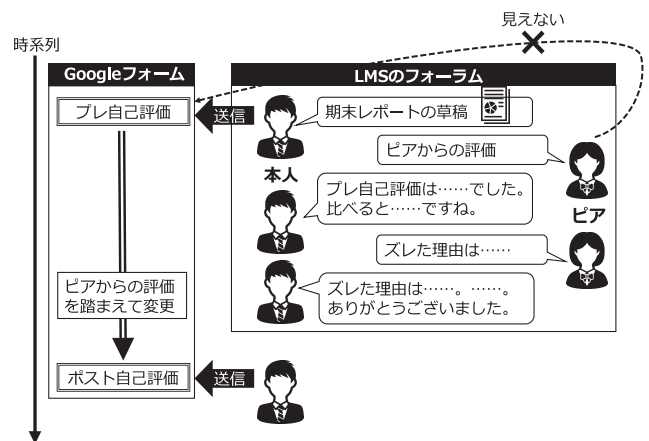 見えない
時系列
Googleフォーム
LMSのフォーラム
プレ自己評価
送信
期末レポートの草稿
ピアからの評価
本人
プレ自己評価は……でした。
比べると……ですね。
ピア
ズレた理由は……
ピアからの評価
を踏まえて変更
ズレた理由は……。……。
ありがとうございました。
ポスト自己評価
送信